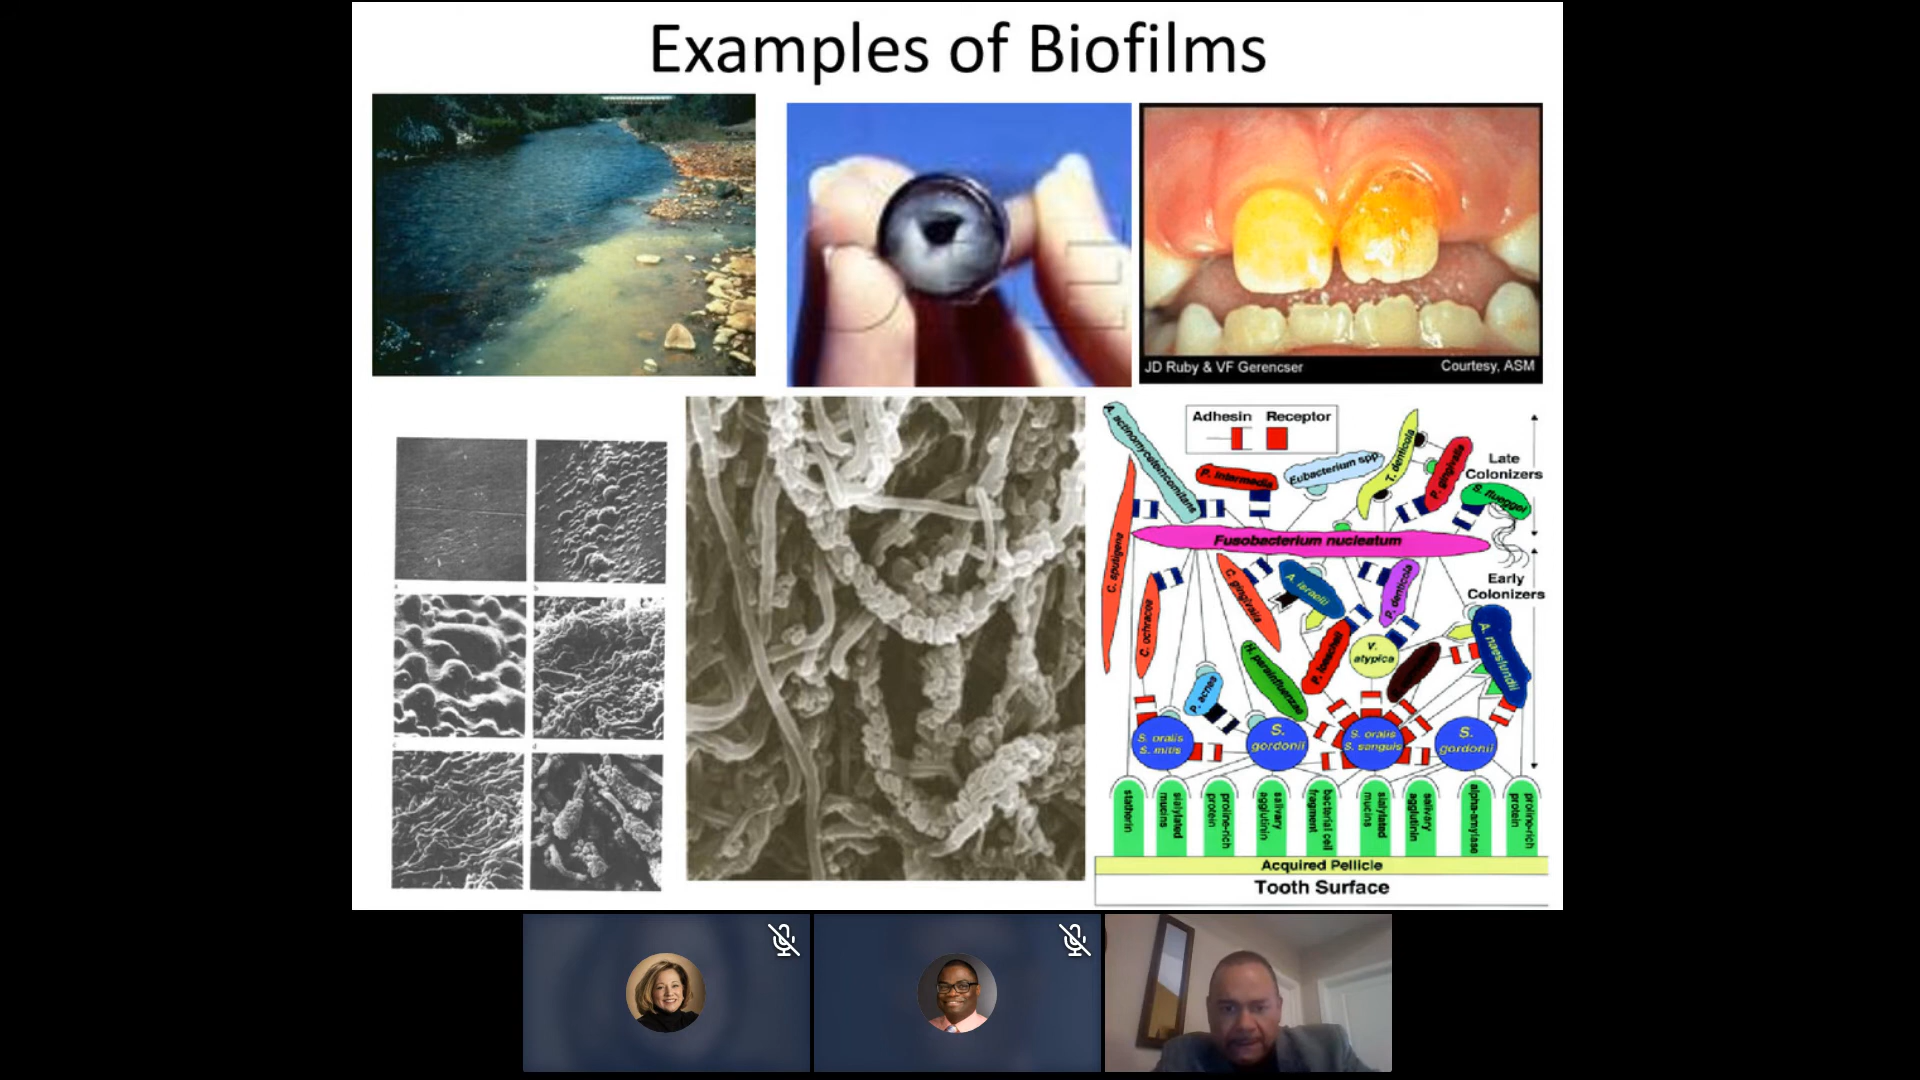 Examples of Biofilms
JD Ruby & VF Gerencser
Courtesy, ASM
Adhesin Receptor
A. actinomycetemcomitans
P. intermedia
Eubacterium spp.
T. denticola
P. gingivalis
Late
Colonizers
S. flueggei
Fusobacterium nucleatum
C. sputigena
C. ochracea
C. gingivalis
A. israelii
P. denticola
Early
Colonizers
H. parainfluenzae
P. loescheii
V.
atypica
A. naeslundii
P. acnes
S. oralis
S. mitis
S.
gordonii
S. oralis
S. sanguis
S.
gordonii
statherin
sialylated
mucins
proline-rich
protein
salivary
agglutinin
bacterial cell
fragment
sialylated
mucins
salivary
agglutinin
alpha-amylase
proline-rich
protein
Acquired Pellicle
Tooth Surface